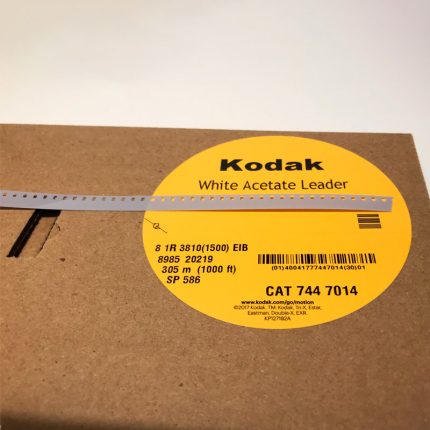 Kodak
White Acetate Leader
8 1R 3810(1500) EIB
8985 20219
305 m (1000 ft)
SP 586
(01)40041777447014(30)01
CAT 744 7014
www.kodak.com/go/motion
©2017 Kodak. TM: Kodak, Tri-X, Estar,
Eastman, Double-X, EXR.
KP127182A